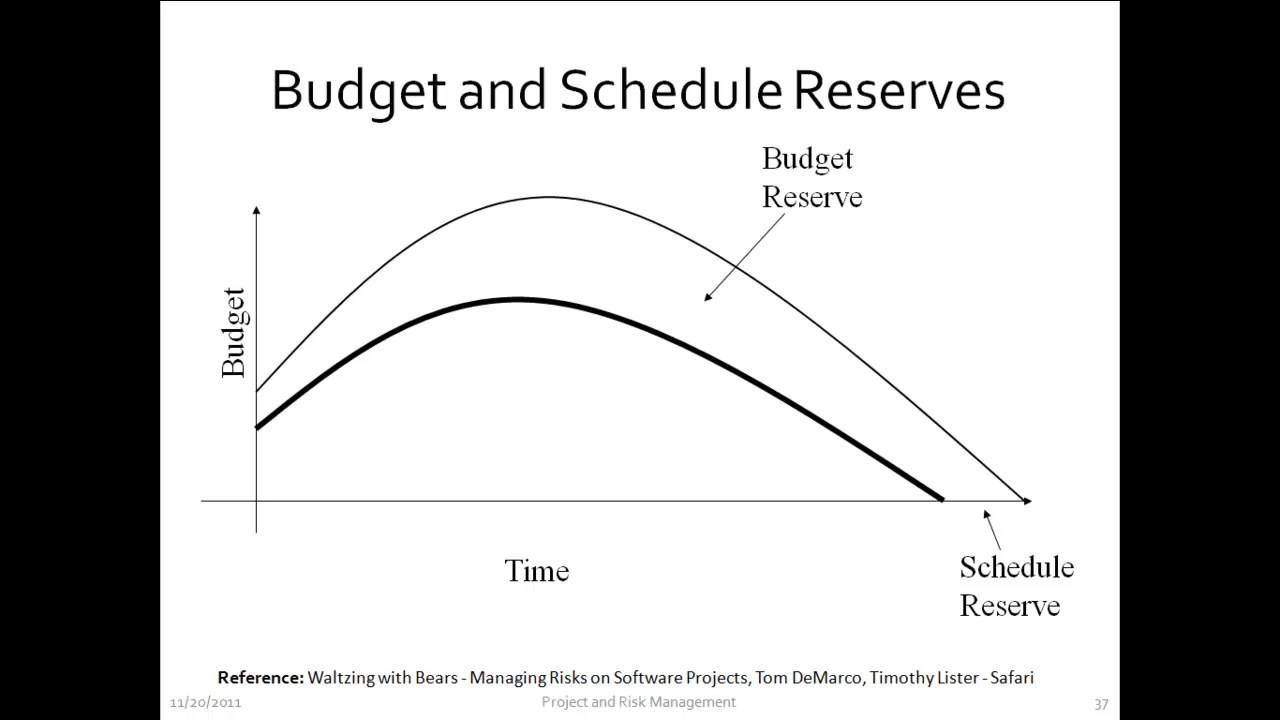 Budget and Schedule Reserves
Budget
Reserve
Budget
Time
Schedule
Reserve
Reference: Waltzing with Bears - Managing Risks on Software Projects, Tom DeMarco, Timothy Lister - Safari
11/20/2011
Project and Risk Management
37